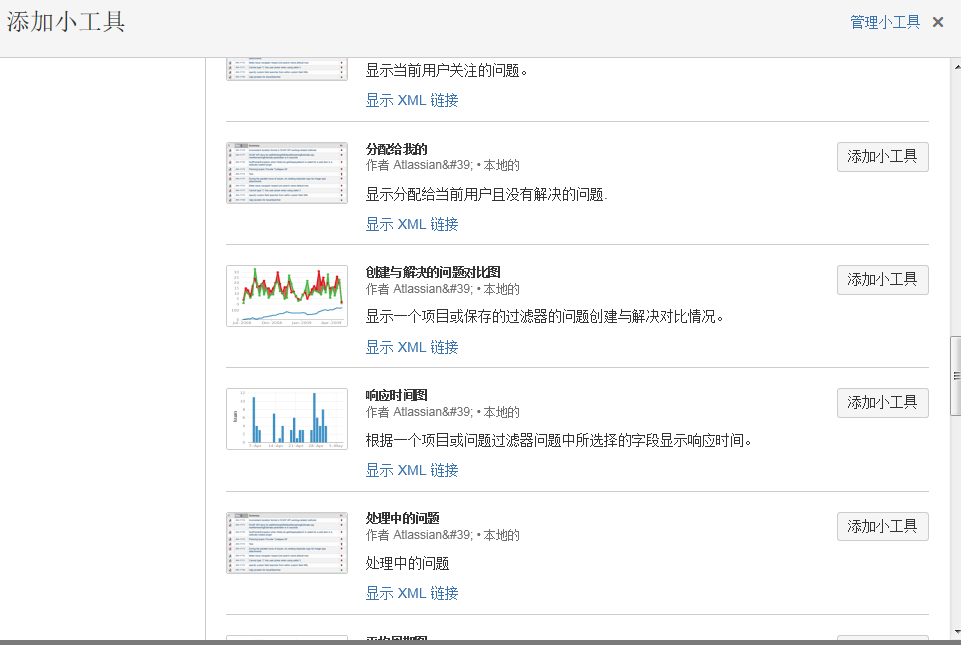 添加小工具
管理小工具 ×
显示当前用户关注的问题。
显示 XML 链接
分配给我的
添加小工具
作者 Atlassian&#39; • 本地的
显示分配给当前用户且没有解决的问题.
显示 XML 链接
创建与解决的问题对比图
添加小工具
作者 Atlassian&#39; • 本地的
显示一个项目或保存的过滤器的问题创建与解决对比情况。
显示 XML 链接
响应时间图
添加小工具
作者 Atlassian&#39; • 本地的
根据一个项目或问题过滤器问题中所选择的字段显示响应时间。
显示 XML 链接
处理中的问题
添加小工具
作者 Atlassian&#39; • 本地的
处理中的问题
显示 XML 链接